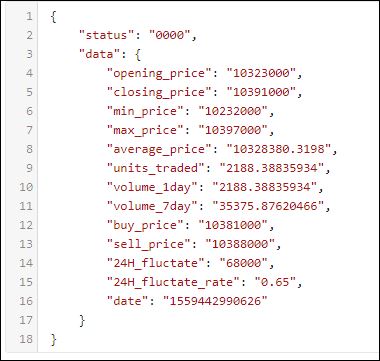 1 {
2     "status": "0000",
3     "data": {
4         "opening_price": "10323000",
5         "closing_price": "10391000",
6         "min_price": "10232000",
7         "max_price": "10397000",
8         "average_price": "10328380.3198",
9         "units_traded": "2188.38835934",
10         "volume_1day": "2188.38835934",
11         "volume_7day": "35375.87620466",
12         "buy_price": "10381000",
13         "sell_price": "10388000",
14         "24H_fluctate": "68000",
15         "24H_fluctate_rate": "0.65",
16         "date": "1559442990626"
17     }
18 }